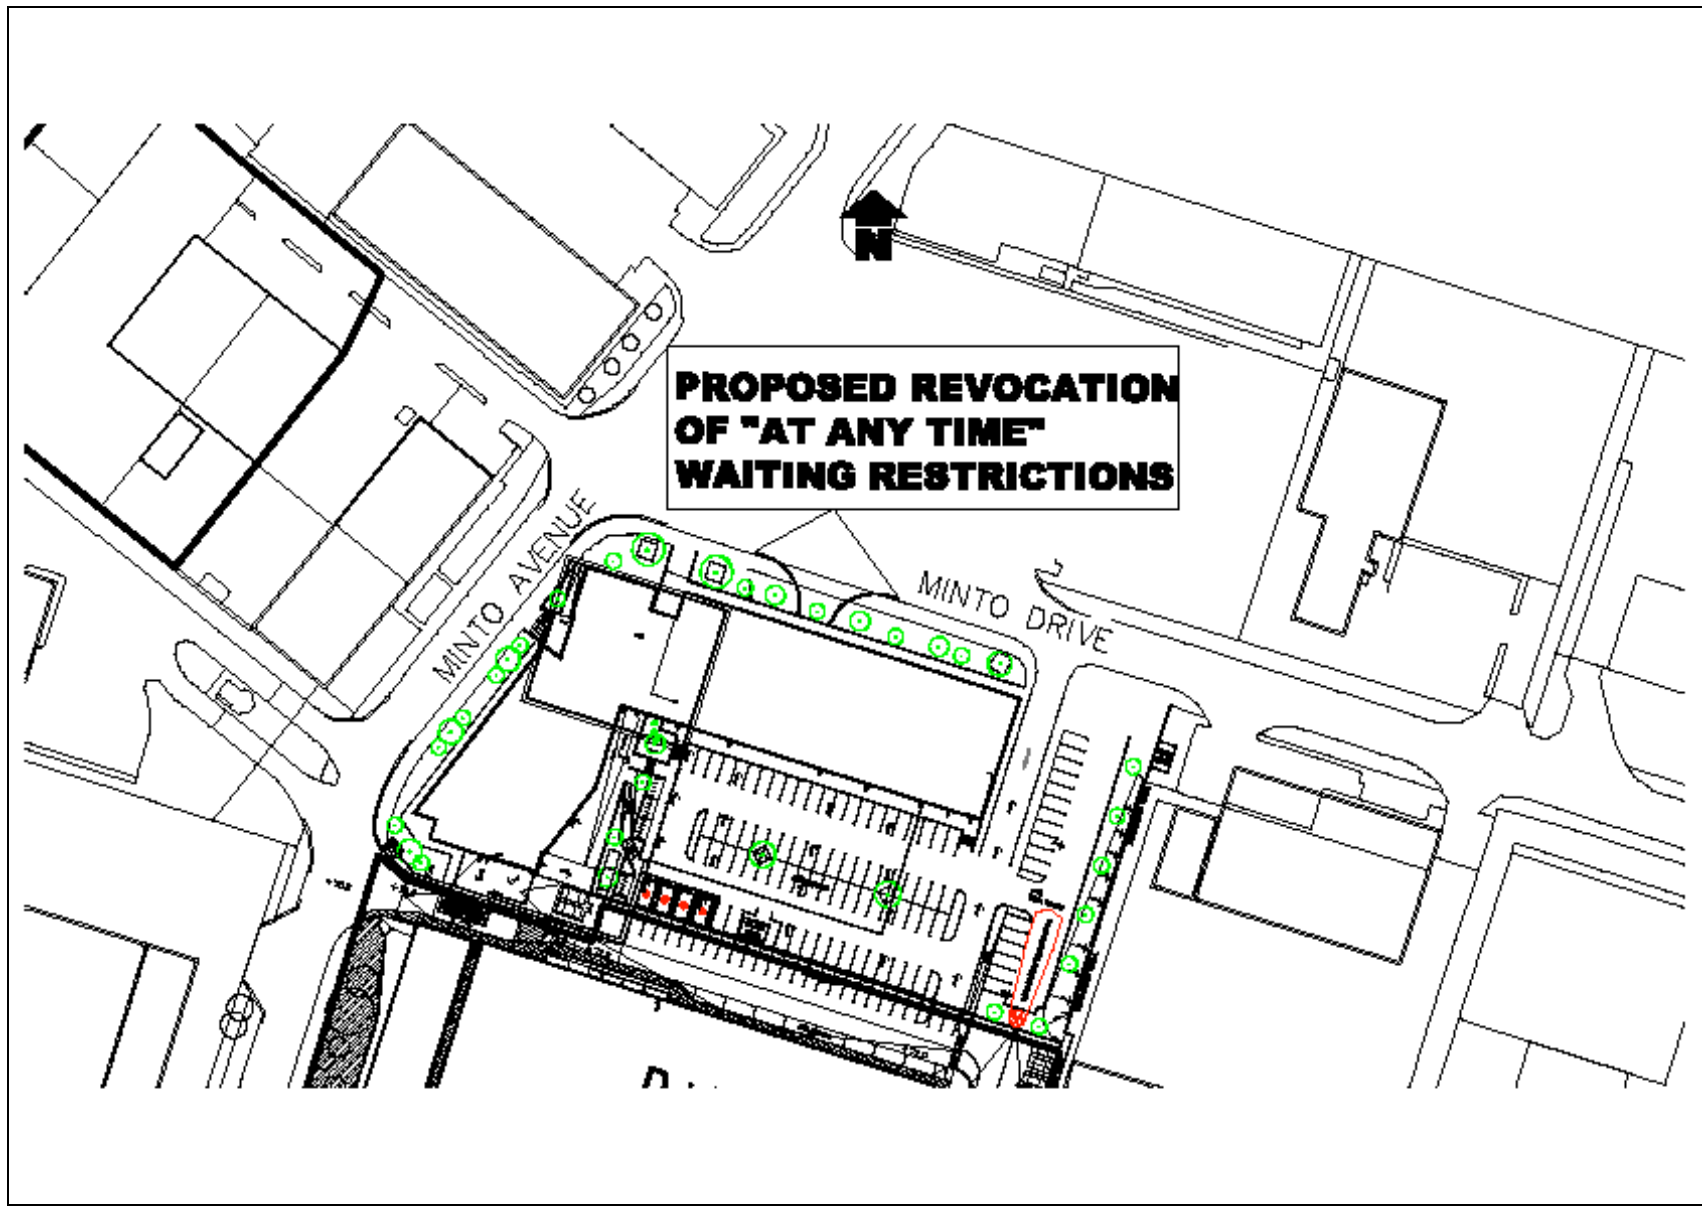 N
PROPOSED REVOCATION
OF "AT ANY TIME"
WAITING RESTRICTIONS
MINTO AVENUE
MINTO DRIVE